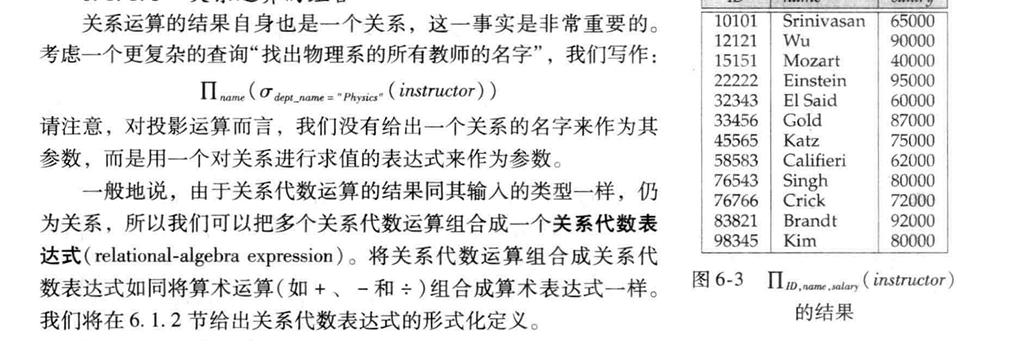 关系运算的结果自身也是一个关系，这一事实是非常重要的。
考虑一个更复杂的查询“找出物理系的所有教师的名字”，我们写作：
∏name(σdept_name = "Physics"(instructor))
请注意，对投影运算而言，我们没有给出一个关系的名字来作为其
参数，而是用一个对关系进行求值的表达式来作为参数。
一般地说，由于关系代数运算的结果同其输入的类型一样，仍
为关系，所以我们可以把多个关系代数运算组合成一个关系代数表
达式(relational-algebra expression)。将关系代数运算组合成关系代
数表达式如同将算术运算(如 + 、 - 和 ÷)组合成算术表达式一样。
我们将在 6.1.2 节给出关系代数表达式的形式化定义。
10101 Srinivasan 65000
12121 Wu 90000
15151 Mozart 40000
22222 Einstein 95000
32343 El Said 60000
33456 Gold 87000
45565 Katz 75000
58583 Califieri 62000
76543 Singh 80000
76766 Crick 72000
83821 Brandt 92000
98345 Kim 80000
图 6-3 ∏ID,name,salary(instructor)
的结果